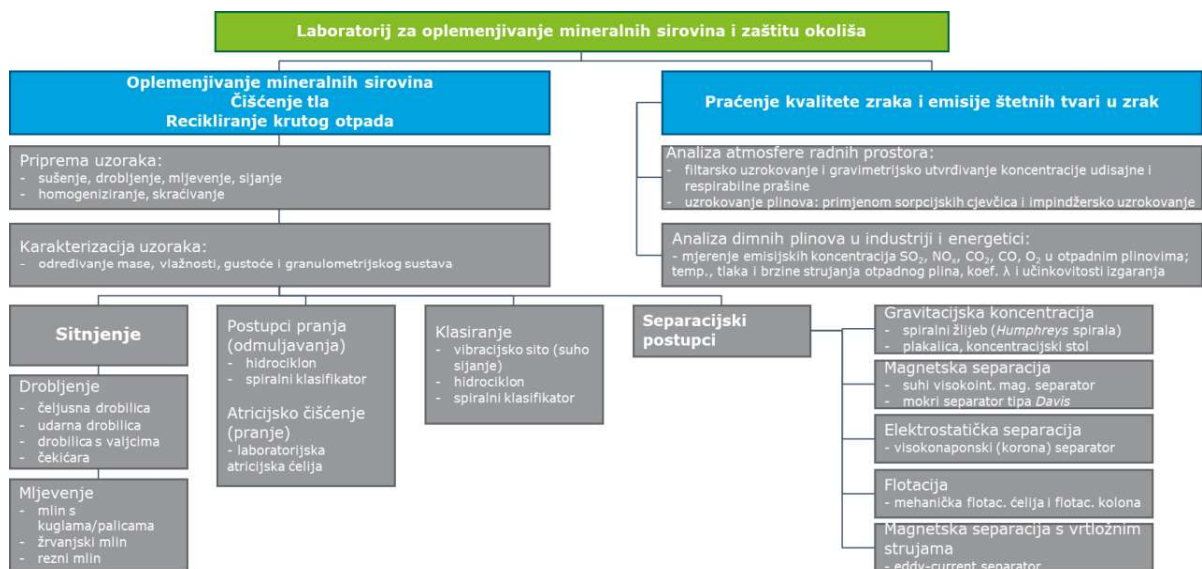 Laboratorij za oplemenjivanje mineralnih sirovina i zaštitu okoliša
Oplemenjivanje mineralnih sirovina
Čišćenje tla
Recikliranje krutog otpada
Praćenje kvalitete zraka i emisije štetnih tvari u zrak
Priprema uzoraka:
- sušenje, drobljenje, mljevenje, sijanje
- homogeniziranje, skraćivanje
Karakterizacija uzoraka:
- određivanje mase, vlažnosti, gustoće i granulometrijskog sustava
Analiza atmosfere radnih prostora:
- filtarsko uzrokovanje i gravimetrijsko utvrđivanje koncentracije udisajne i
respirabilne prašine
- uzrokovanje plinova: primjenom sorpcijskih cjevčica i impindžersko uzrokovanje
Analiza dimnih plinova u industriji i energetici:
- mjerenje emisijskih koncentracija SO₂, NOₓ, CO₂, CO, O₂ u otpadnim plinovima;
temp., tlaka i brzine strujanja otpadnog plina, koef. λ i učinkovitosti izgaranja
Sitnjenje
Drobljenje
- čeljusna drobilica
- udarna drobilica
- drobilica s valjcima
- čekićara
Mljevenje
- mlin s
kuglama/palicama
- žrvanjski mlin
- rezni mlin
Postupci pranja
(odmuljavanja)
- hidrociklon
- spiralni klasifikator
Atricijsko čišćenje
(pranje)
- laboratorijska
atricijska ćelija
Klasiranje
- vibracijsko sito (suho
sijanje)
- hidrociklon
- spiralni klasifikator
Separacijski
postupci
Gravitacijska koncentracija
- spiralni žlijeb (Humphreys spirala)
- plakalica, koncentracijski stol
Magnetska separacija
- suhi visokoint. mag. separator
- mokri separator tipa Davis
Elektrostatička separacija
- visokonaponski (korona) separator
Flotacija
- mehanička flotac. ćelija i flotac. kolona
Magnetska separacija s vrtložnim
strujama
- eddy-current separator